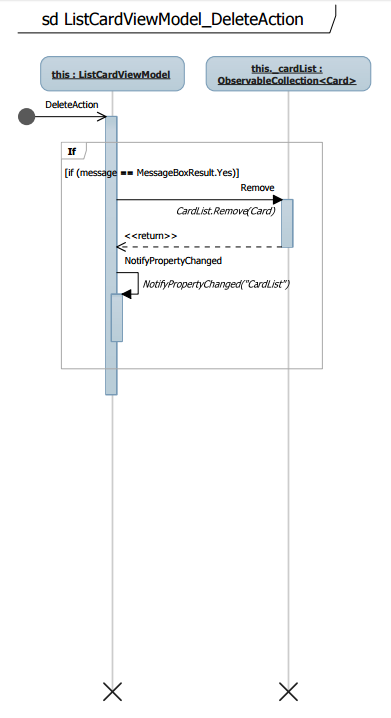 sd ListCardViewModel_DeleteAction
this : ListCardViewModel
this._cardList :
ObservableCollection<Card>
DeleteAction
If
[if (message == MessageBoxResult.Yes)]
Remove
CardList.Remove(Card)
<<return>>
NotifyPropertyChanged
NotifyPropertyChanged("CardList")